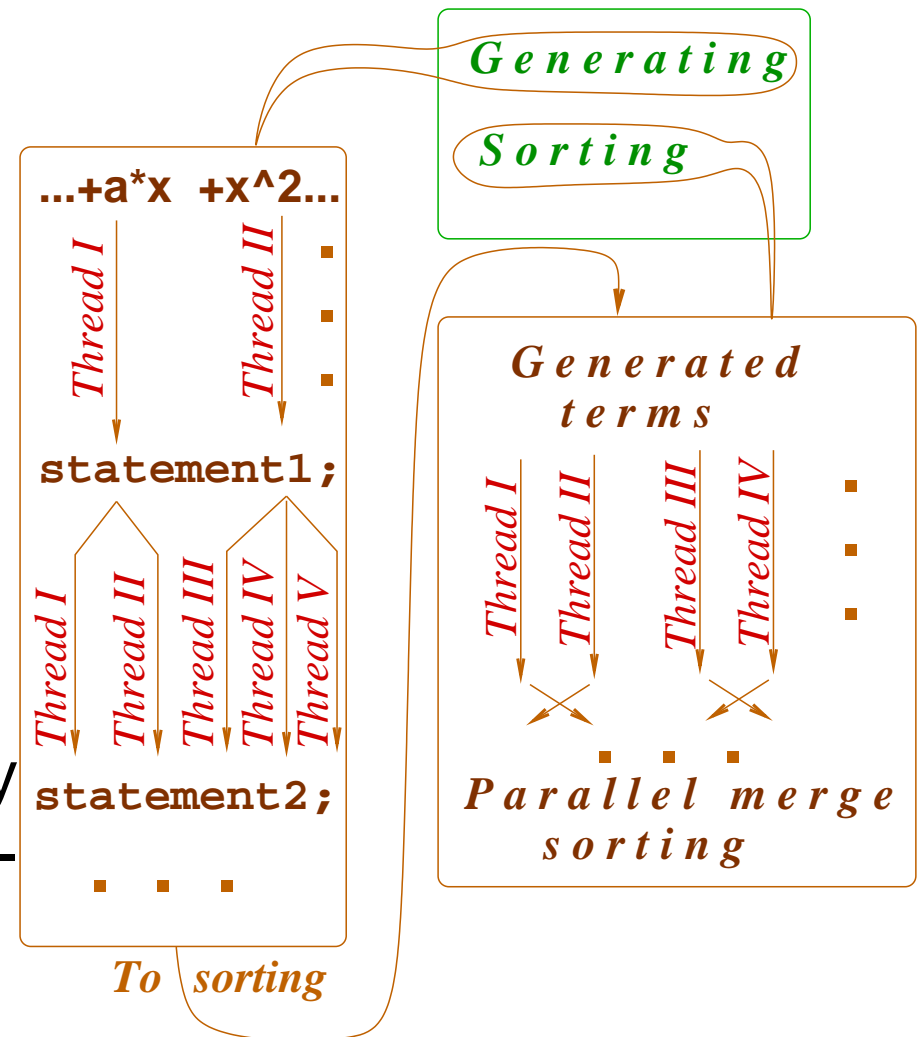 Generating
Sorting
...+a*x +x^2...
Thread I
Thread II
statement1;
Thread I
Thread II
Thread III
Thread IV
Thread V
statement2;
To sorting
Generated
terms
Thread I
Thread II
Thread III
Thread IV
Parallel merge
sorting